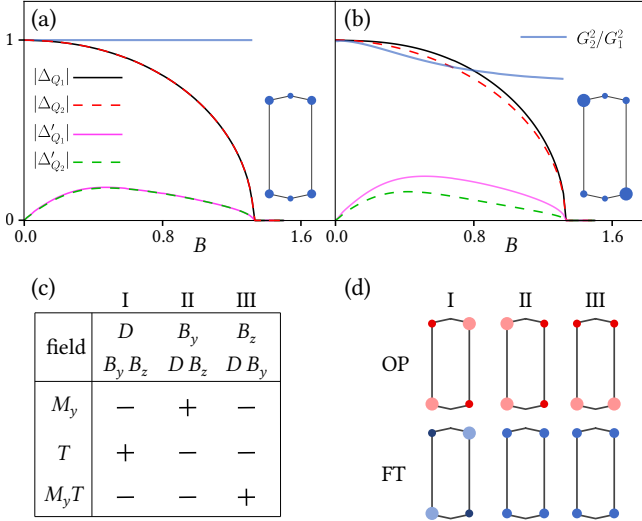 (a)
(b)
1
0
|Δ_{Q_1}|
|Δ_{Q_2}|
|Δ′_{Q_1}|
|Δ′_{Q_2}|
G_2^2/G_1^2
0.0 0.8 1.6
B
0.0 0.8 1.6
B
(c)
I II III
field D B_y B_z
B_y B_z D B_z D B_y
M_y − + −
T + − −
M_yT − − +
(d)
I II III
OP
FT